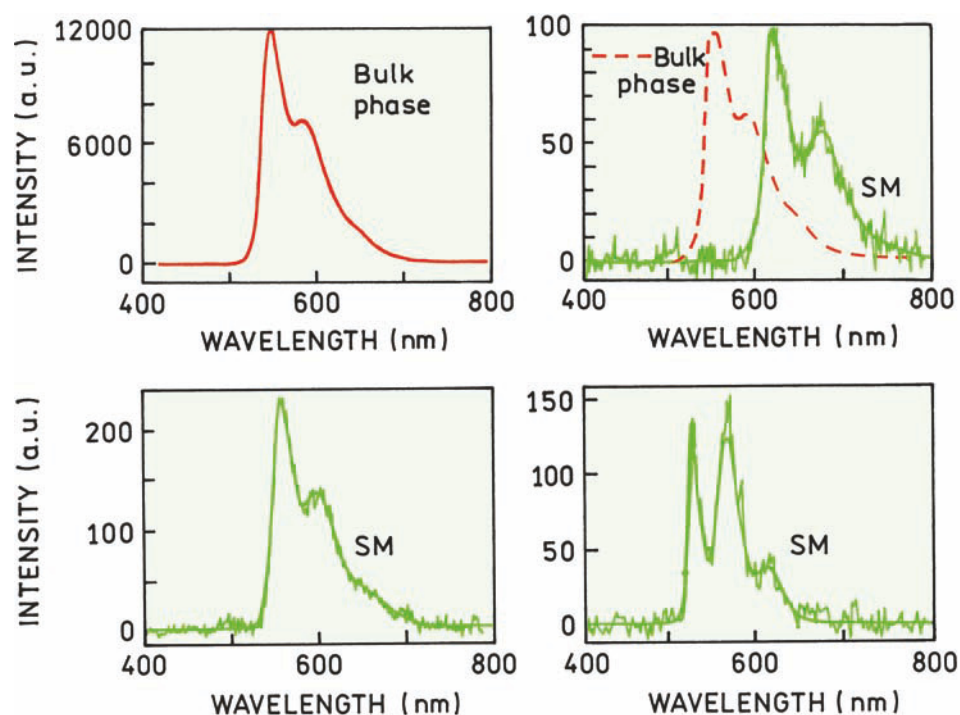 INTENSITY (a.u.)
12000
6000
0
Bulk
phase
400
600
800
WAVELENGTH (nm)
100
50
0
Bulk
phase
SM
400
600
800
WAVELENGTH (nm)
INTENSITY (a.u.)
200
100
0
SM
400
600
800
WAVELENGTH (nm)
150
100
50
0
SM
400
600
800
WAVELENGTH (nm)